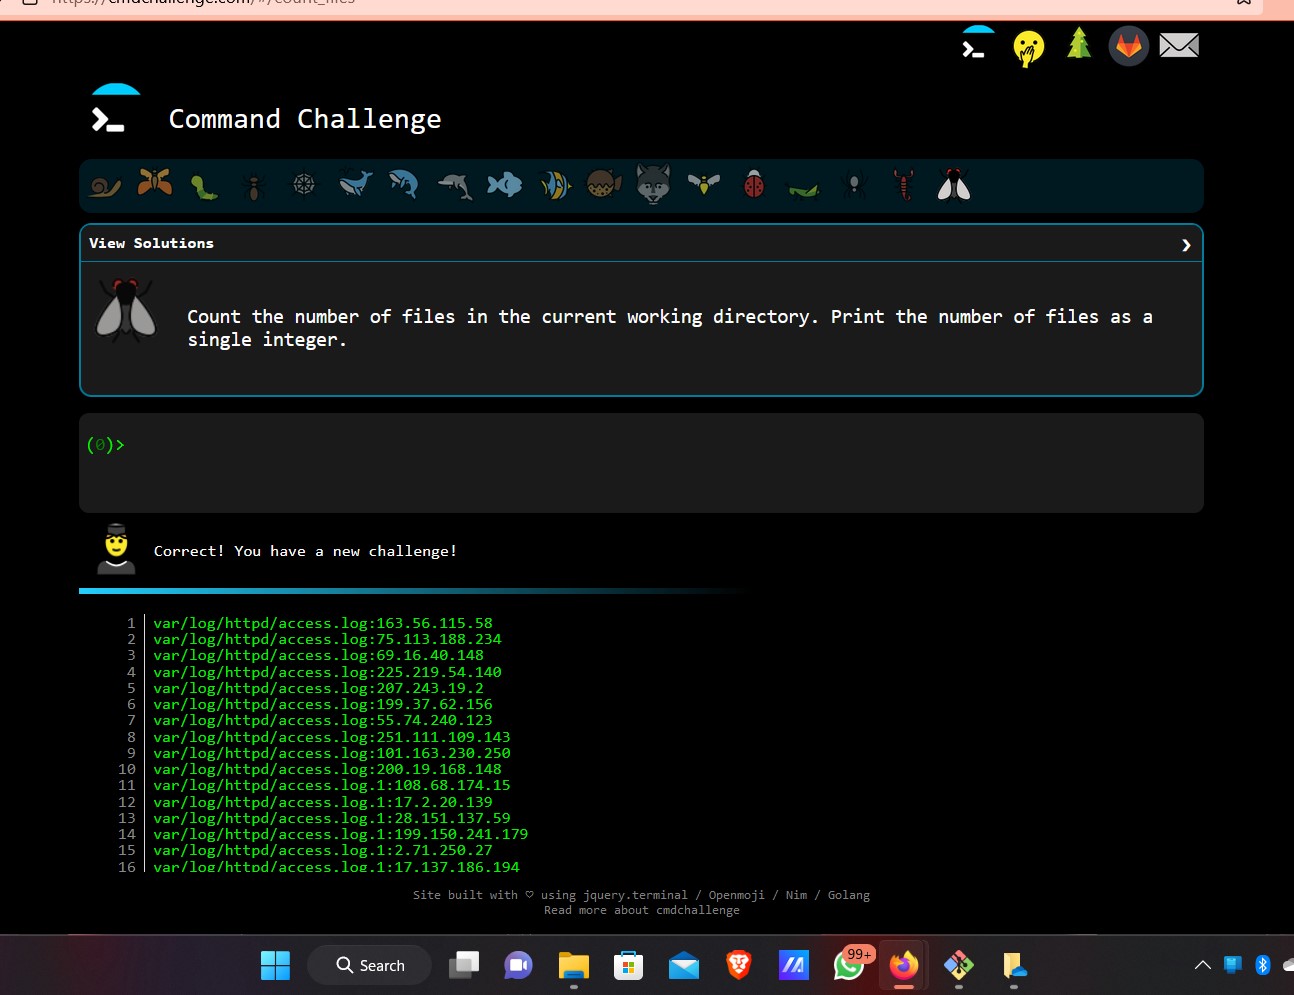 https://cmdchallenge.com/#/count_files
Command Challenge
View Solutions
Count the number of files in the current working directory. Print the number of files as a
single integer.
(0)>
Correct! You have a new challenge!
1 var/log/httpd/access.log:163.56.115.58
2 var/log/httpd/access.log:75.113.188.234
3 var/log/httpd/access.log:69.16.40.148
4 var/log/httpd/access.log:225.219.54.140
5 var/log/httpd/access.log:207.243.19.2
6 var/log/httpd/access.log:199.37.62.156
7 var/log/httpd/access.log:55.74.240.123
8 var/log/httpd/access.log:251.111.109.143
9 var/log/httpd/access.log:101.163.230.250
10 var/log/httpd/access.log:200.19.168.148
11 var/log/httpd/access.log.1:108.68.174.15
12 var/log/httpd/access.log.1:17.2.20.139
13 var/log/httpd/access.log.1:28.151.137.59
14 var/log/httpd/access.log.1:199.150.241.179
15 var/log/httpd/access.log.1:2.71.250.27
16 var/log/httpd/access.log.1:17.137.186.194
Site built with ♡ using jquery.terminal / Openmoji / Nim / Golang
Read more about cmdchallenge
Search
99+